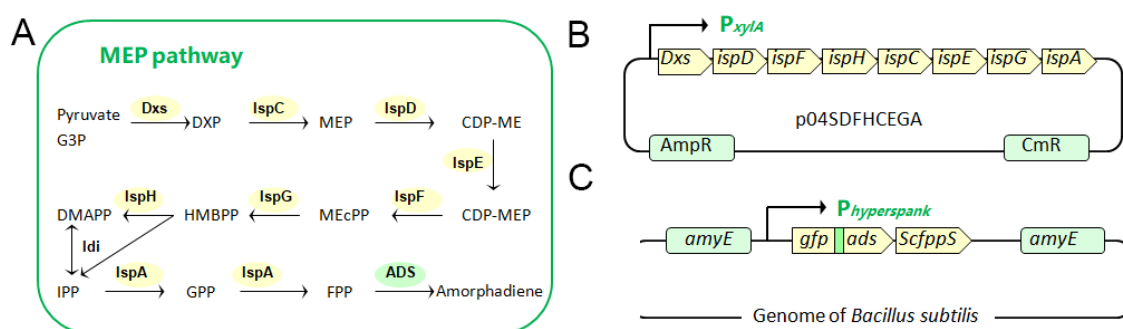 A
MEP pathway
Pyruvate
G3P
Dxs
DXP
IspC
MEP
IspD
CDP-ME
IspE
IspH
IspG
IspF
DMAPP
HMBPP
MEcPP
CDP-MEP
Idi
IspA
IspA
ADS
IPP
GPP
FPP
Amorphadiene
B
PxylA
Dxs ispD ispF ispH ispC ispE ispG ispA
p04SDFHCEGA
AmpR
CmR
C
Physperspank
amyE
gfp ads ScfppS
amyE
Genome of Bacillus subtilis